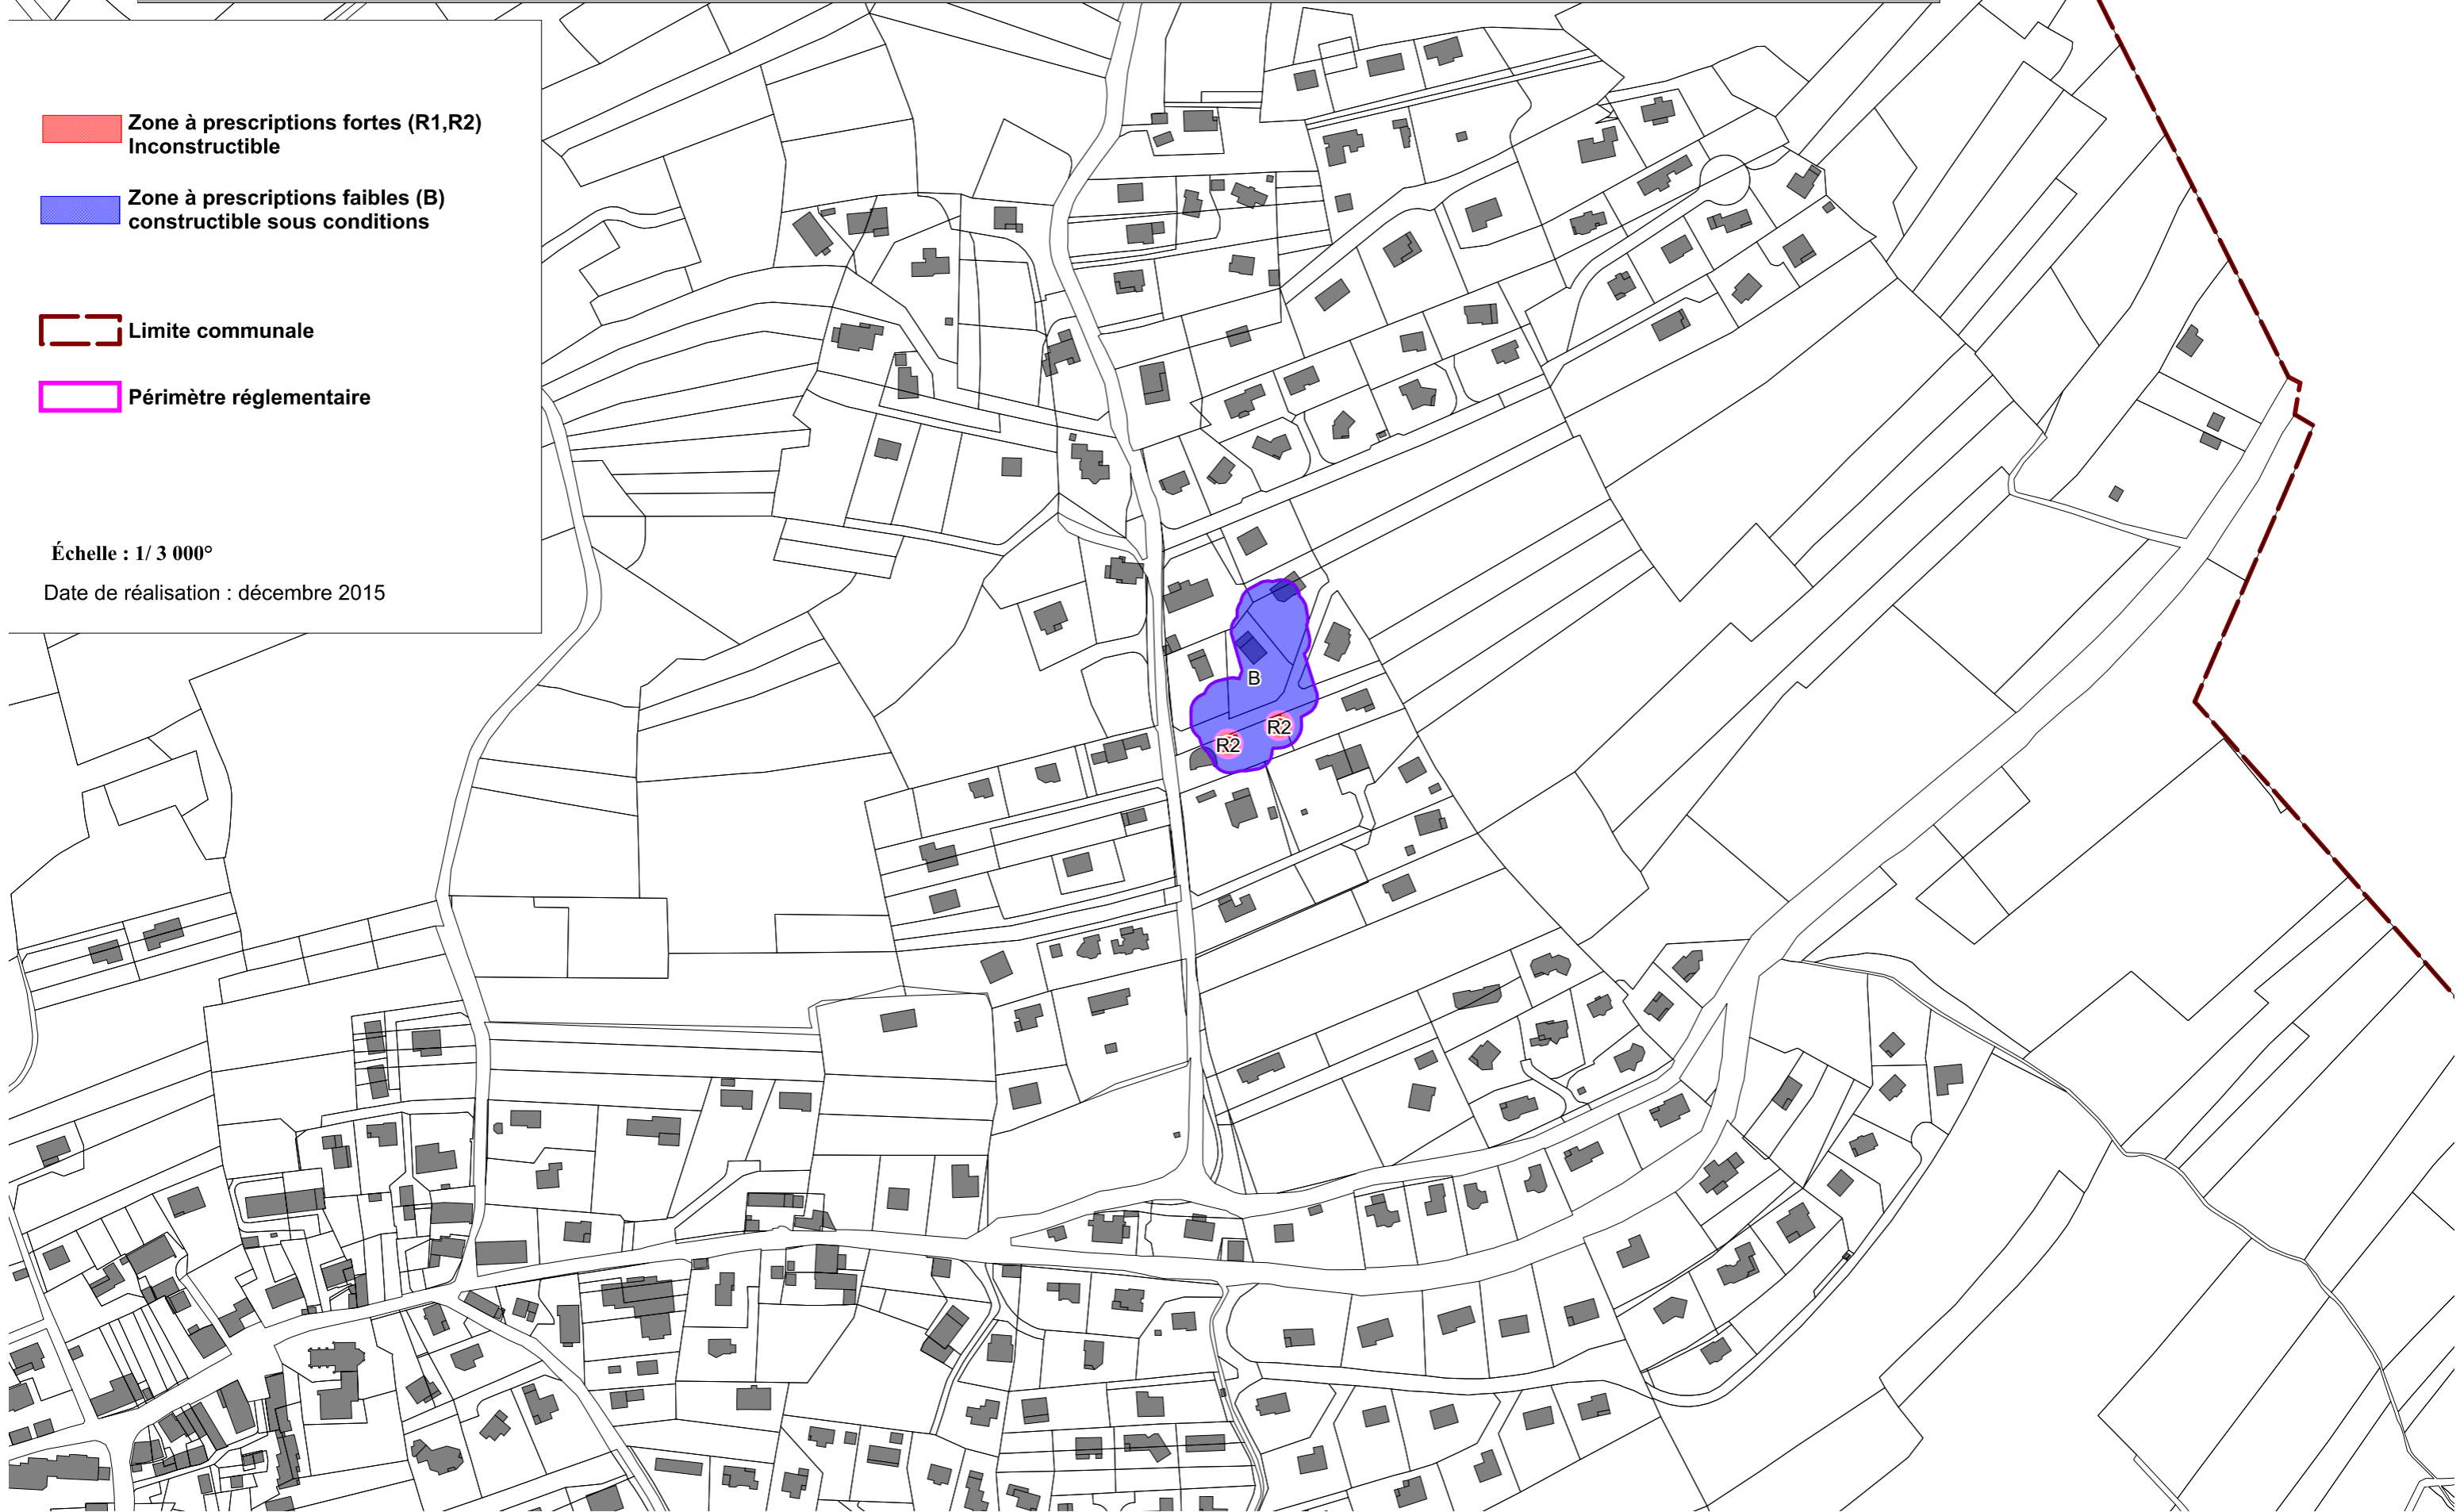 Zone à prescriptions fortes (R1,R2)
Inconstructible
Zone à prescriptions faibles (B)
constructible sous conditions
Limite communale
Périmètre réglementaire
Échelle : 1/ 3 000°
Date de réalisation : décembre 2015
B
R2
R2